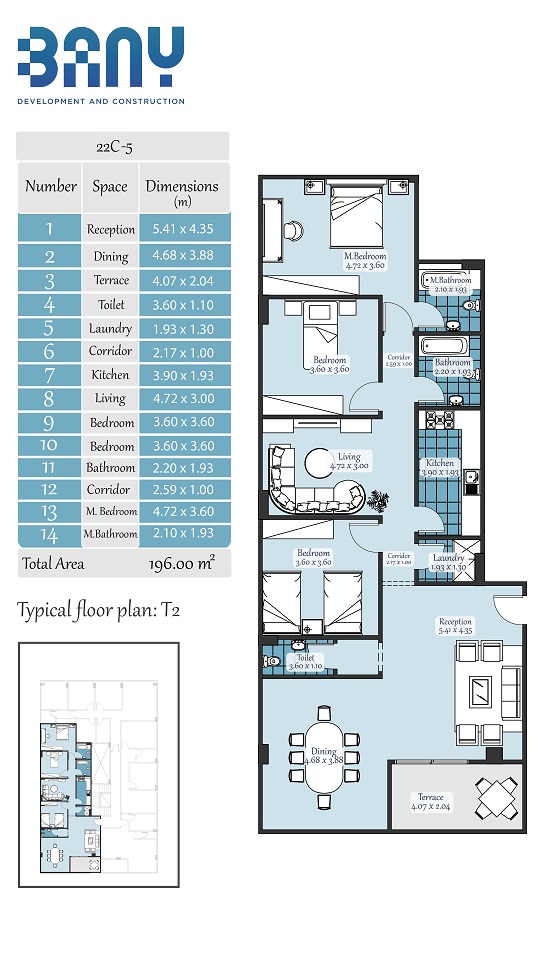 BANY
DEVELOPMENT AND CONSTRUCTION
22C-5
Number Space Dimensions (m)
1 Reception 5.41 x 4.35
2 Dining 4.68 x 3.88
3 Terrace 4.07 x 2.04
4 Toilet 3.60 x 1.10
5 Laundry 1.93 x 1.30
6 Corridor 2.17 x 1.00
7 Kitchen 3.90 x 1.93
8 Living 4.72 x 3.00
9 Bedroom 3.60 x 3.60
10 Bedroom 3.60 x 3.60
11 Bathroom 2.20 x 1.93
12 Corridor 2.59 x 1.00
13 M. Bedroom 4.72 x 3.60
14 M.Bathroom 2.10 x 1.93
Total Area 196.00 m²
Typical floor plan: T2
M.Bedroom
4.72 x 3.60
M.Bathroom
2.10 x 1.93
Bedroom
3.60 x 3.60
Corridor
2.59 x 1.00
Bathroom
2.20 x 1.93
Living
4.72 x 3.00
Kitchen
3.90 x 1.93
Bedroom
3.60 x 3.60
Corridor
2.17 x 1.00
Laundry
1.93 x 1.30
Reception
5.41 x 4.35
Toilet
3.60 x 1.10
Dining
4.68 x 3.88
Terrace
4.07 x 2.04